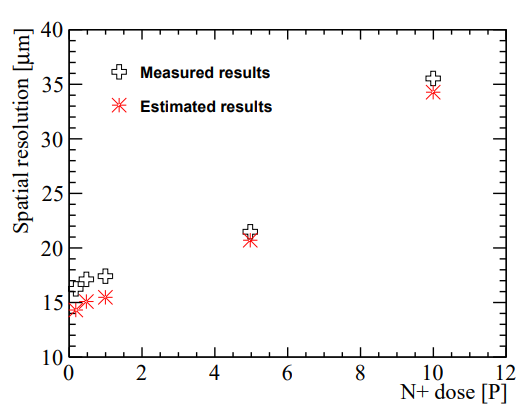 Spatial resolution [μm]
40
35
30
25
20
15
10
Measured results
Estimated results
0 2 4 6 8 10 12
N+ dose [P]